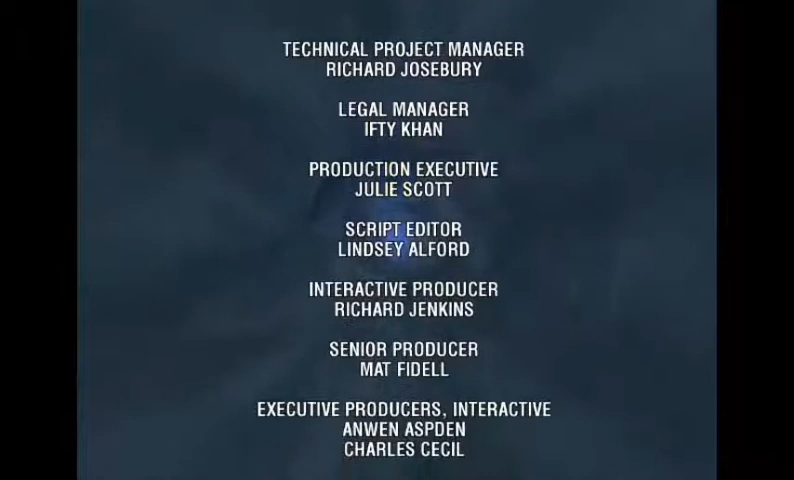 TECHNICAL PROJECT MANAGER
RICHARD JOSEBURY
LEGAL MANAGER
IFTY KHAN
PRODUCTION EXECUTIVE
JULIE SCOTT
SCRIPT EDITOR
LINDSEY ALFORD
INTERACTIVE PRODUCER
RICHARD JENKINS
SENIOR PRODUCER
MAT FIDELL
EXECUTIVE PRODUCERS, INTERACTIVE
ANWEN ASPDEN
CHARLES CECIL